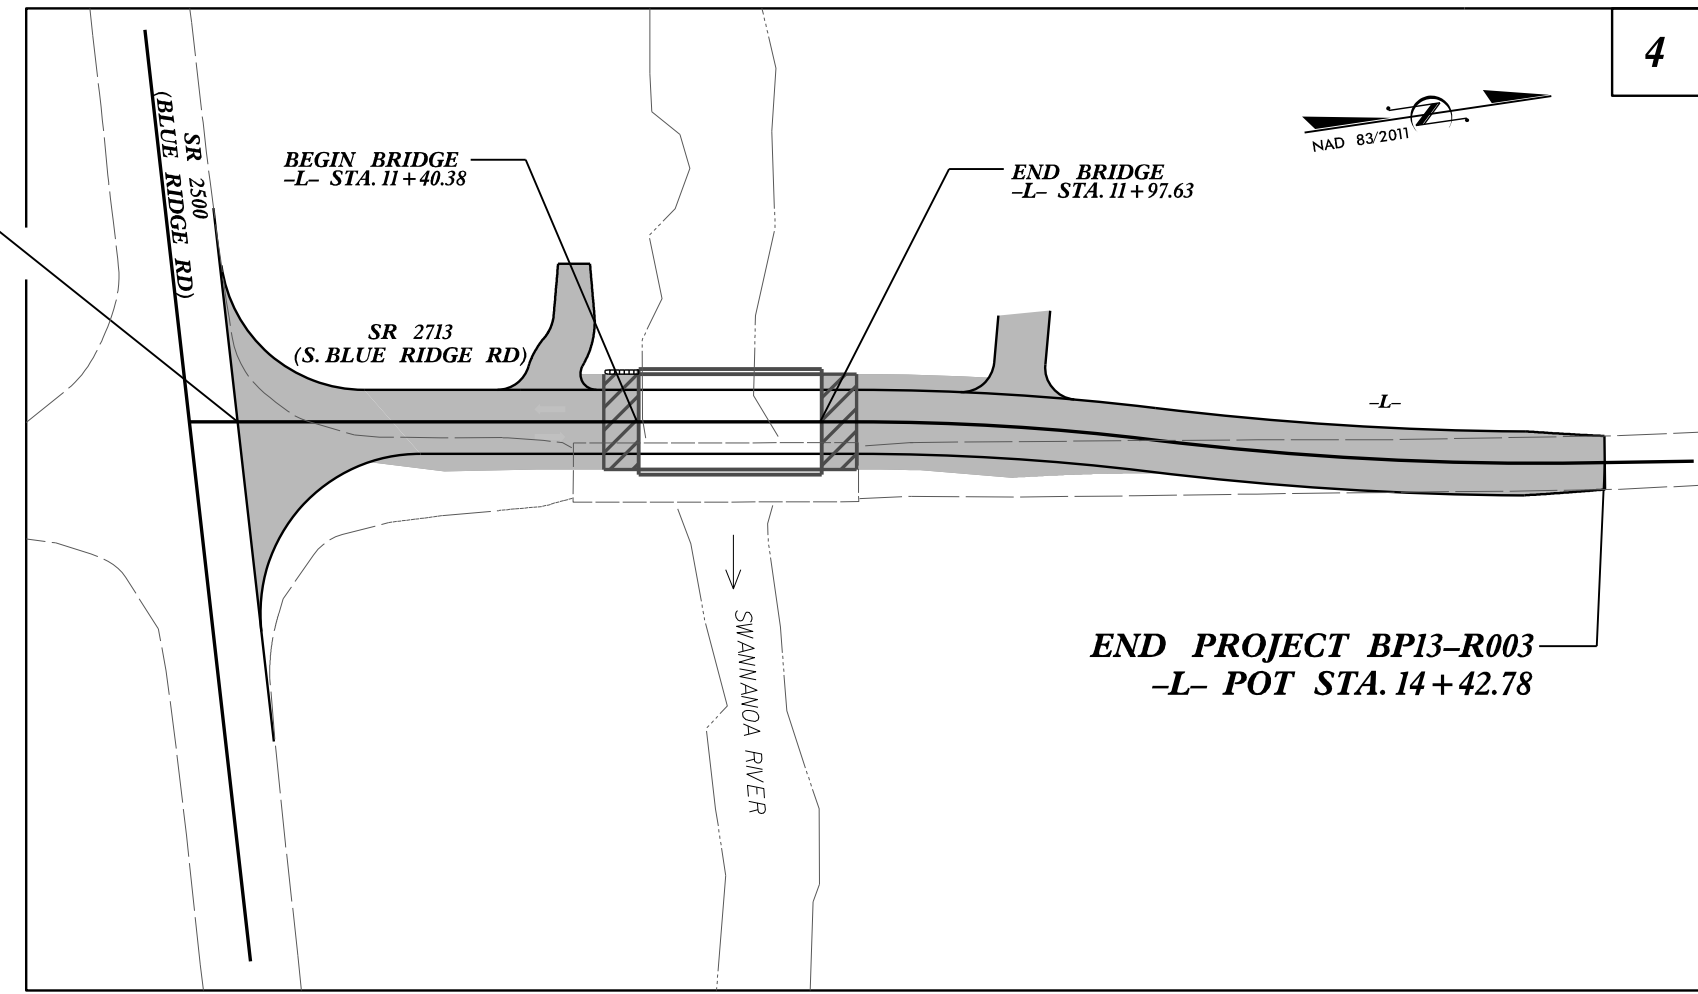 4
NAD 83/2011
SR 2500
(BLUE RIDGE RD)
BEGIN BRIDGE
–L– STA. 11+40.38
END BRIDGE
–L– STA. 11+97.63
SR 2713
(S. BLUE RIDGE RD)
–L–
SWANNANOA RIVER
END PROJECT BP13–R003
–L– POT STA. 14+42.78